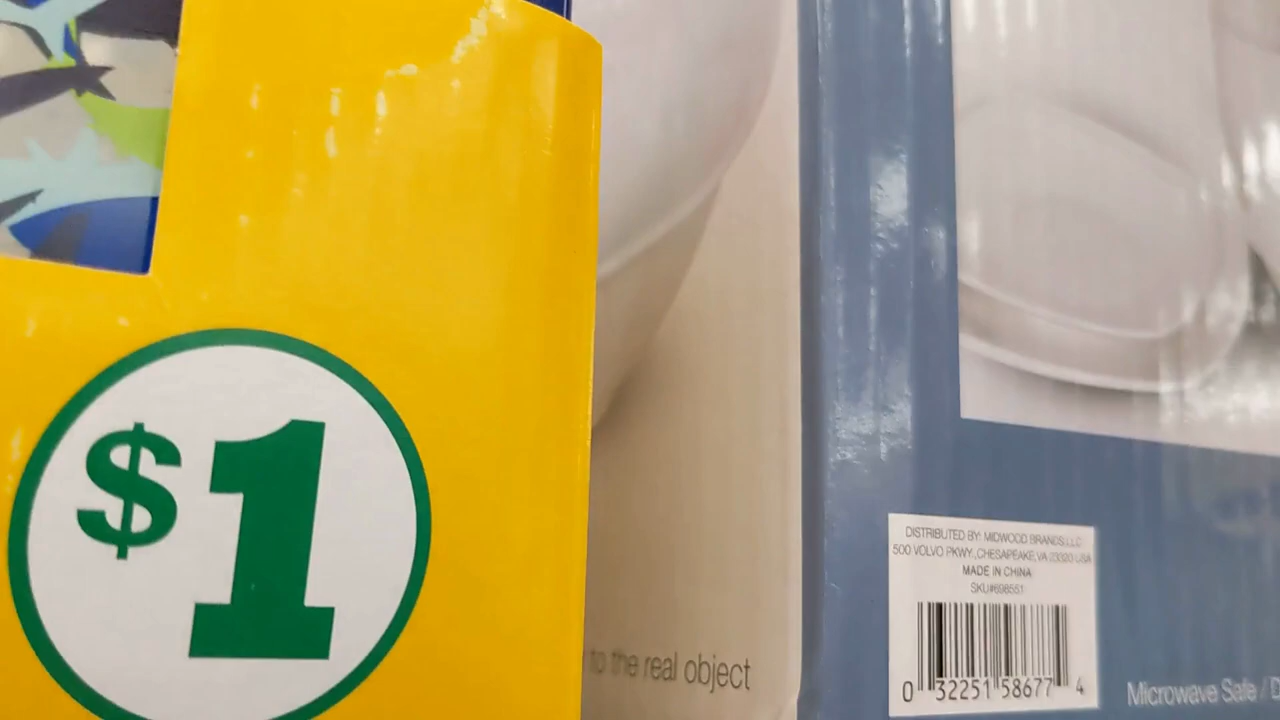 $1
to the real object
DISTRIBUTED BY: MIDWOOD BRANDS,LLC
500 VOLVO PKWY.,CHESAPEAKE,VA 23320 USA
MADE IN CHINA
SKU#698551
0 32251 58677 4
Microwave Safe /